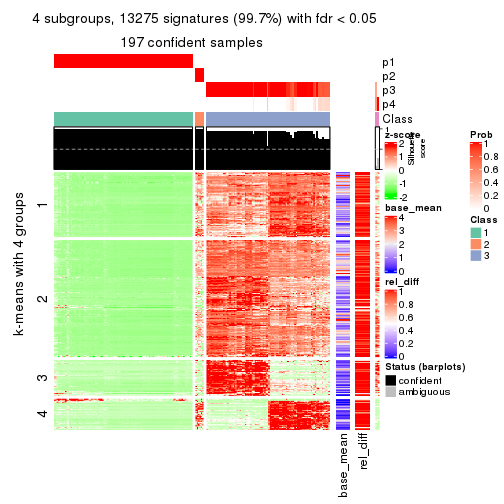 4 subgroups, 13275 signatures (99.7%) with fdr < 0.05
197 confident samples
p1
p2
p3
p4
Class
1
Silhouette
score
k-means with 4 groups
1
2
3
4
base_mean
rel_diff
z-score
2
1
0
-1
-2
base_mean
4
3
2
1
0
rel_diff
1
0.8
0.6
0.4
0.2
0
Status (barplots)
confident
ambiguous
Prob
1
0.8
0.6
0.4
0.2
0
Class
1
2
3